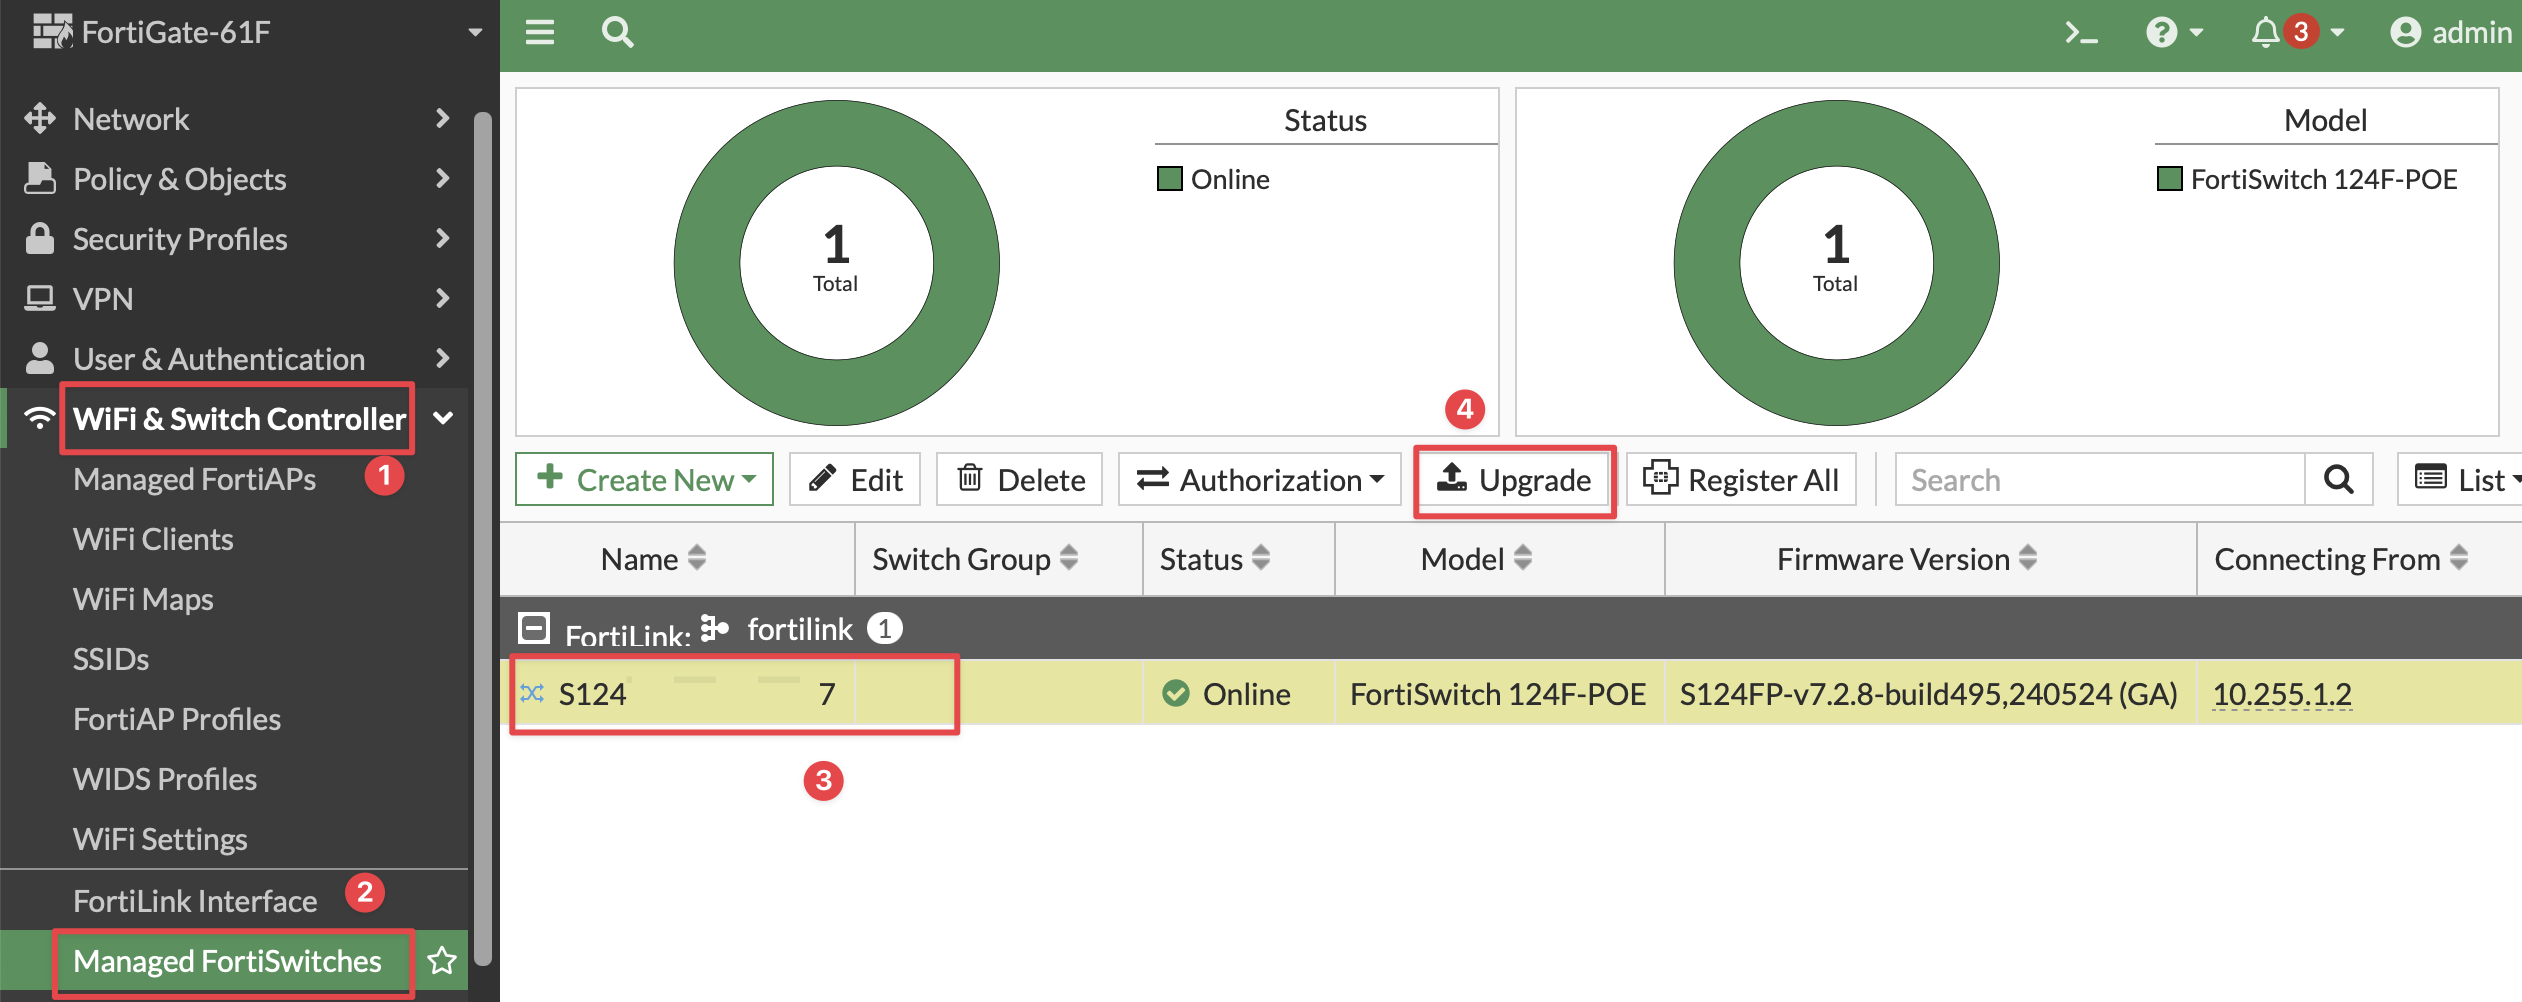 FortiGate-61F
3
admin
Network
Policy & Objects
Security Profiles
VPN
User & Authentication
WiFi & Switch Controller
Managed FortiAPs
1
WiFi Clients
WiFi Maps
SSIDs
FortiAP Profiles
WIDS Profiles
WiFi Settings
FortiLink Interface
2
Managed FortiSwitches
1
Total
Status
Online
1
Total
Model
FortiSwitch 124F-POE
4
Create New
Edit
Delete
Authorization
Upgrade
Register All
Search
List
Name
Switch Group
Status
Model
Firmware Version
Connecting From
FortiLink: fortilink 1
S124 7
Online
FortiSwitch 124F-POE
S124FP-v7.2.8-build495,240524 (GA)
10.255.1.2
3